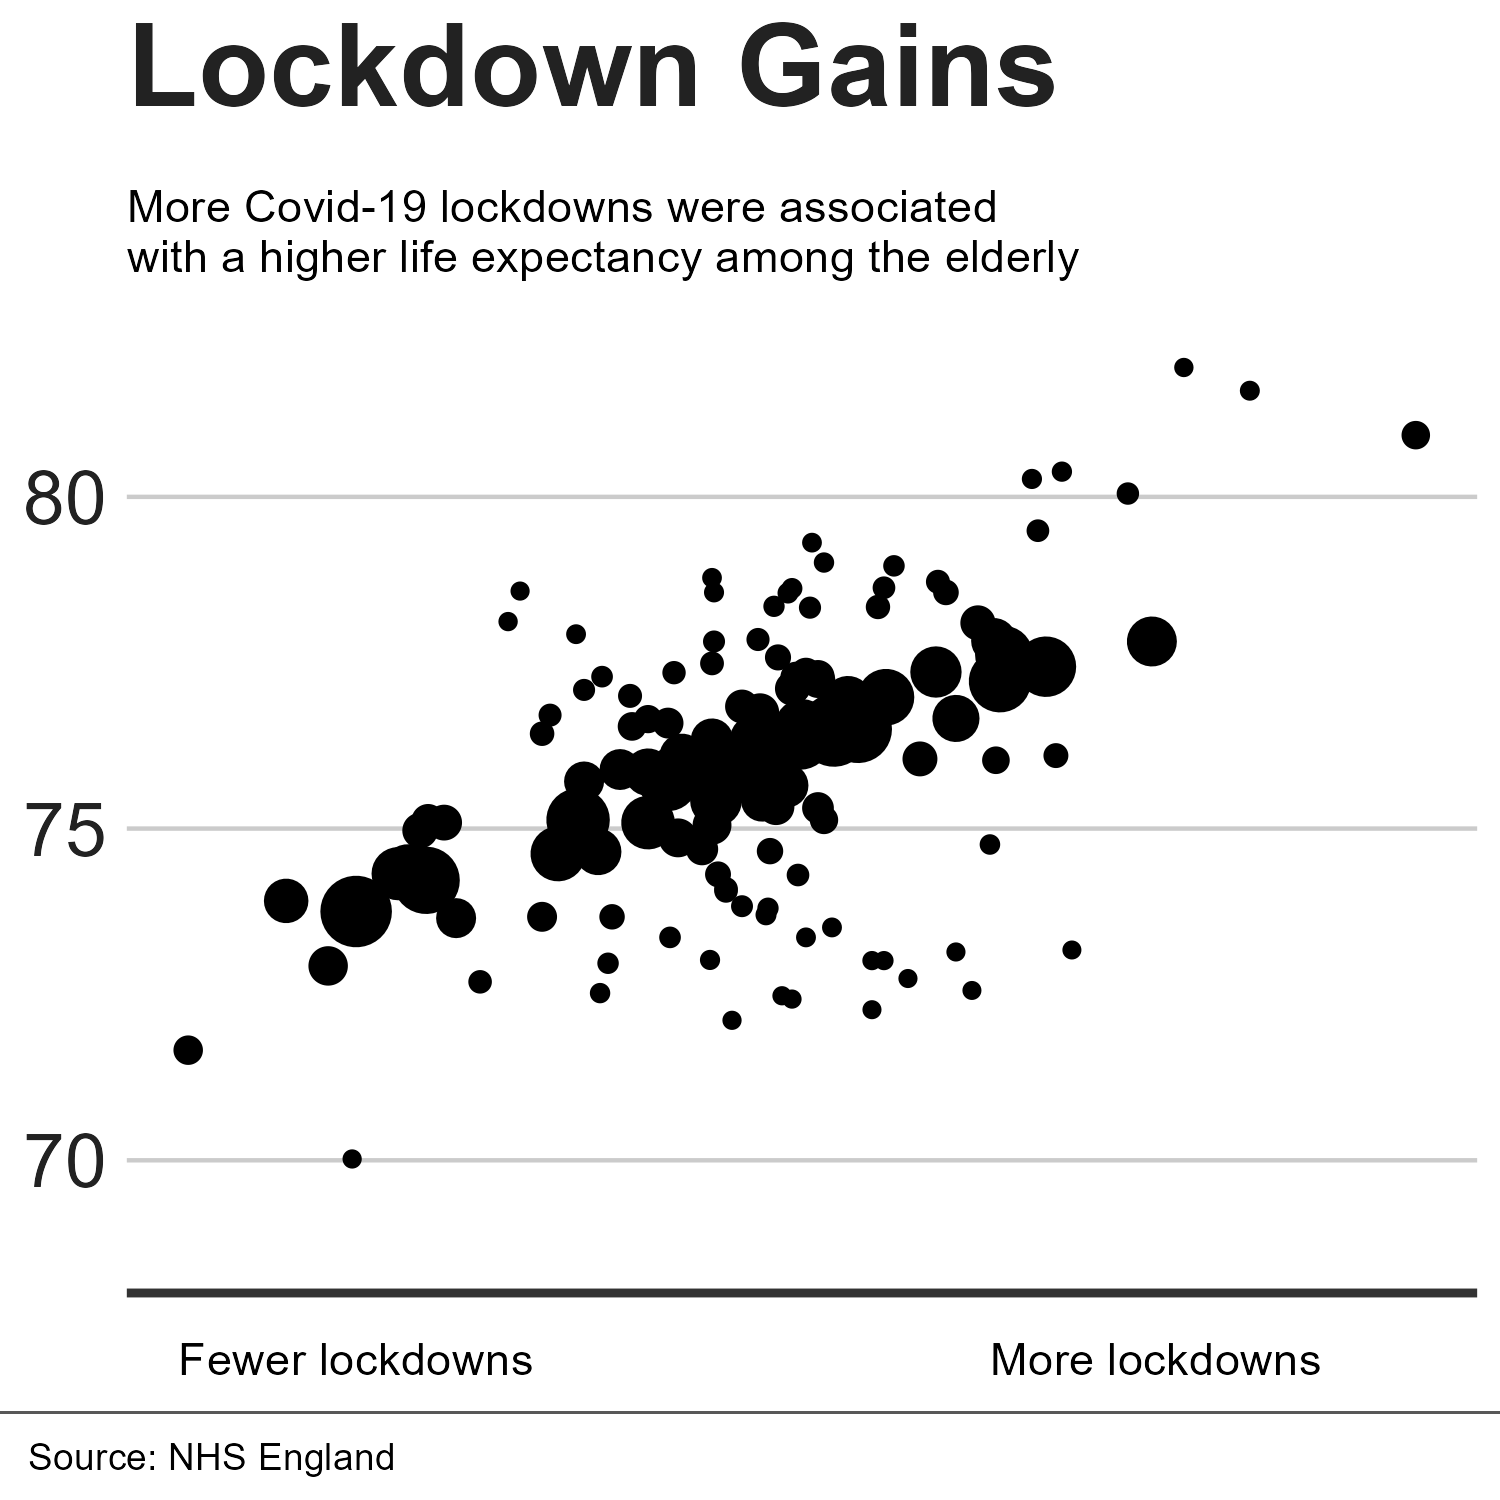 Lockdown Gains
More Covid-19 lockdowns were associated
with a higher life expectancy among the elderly
80
75
70
Fewer lockdowns
More lockdowns
Source: NHS England